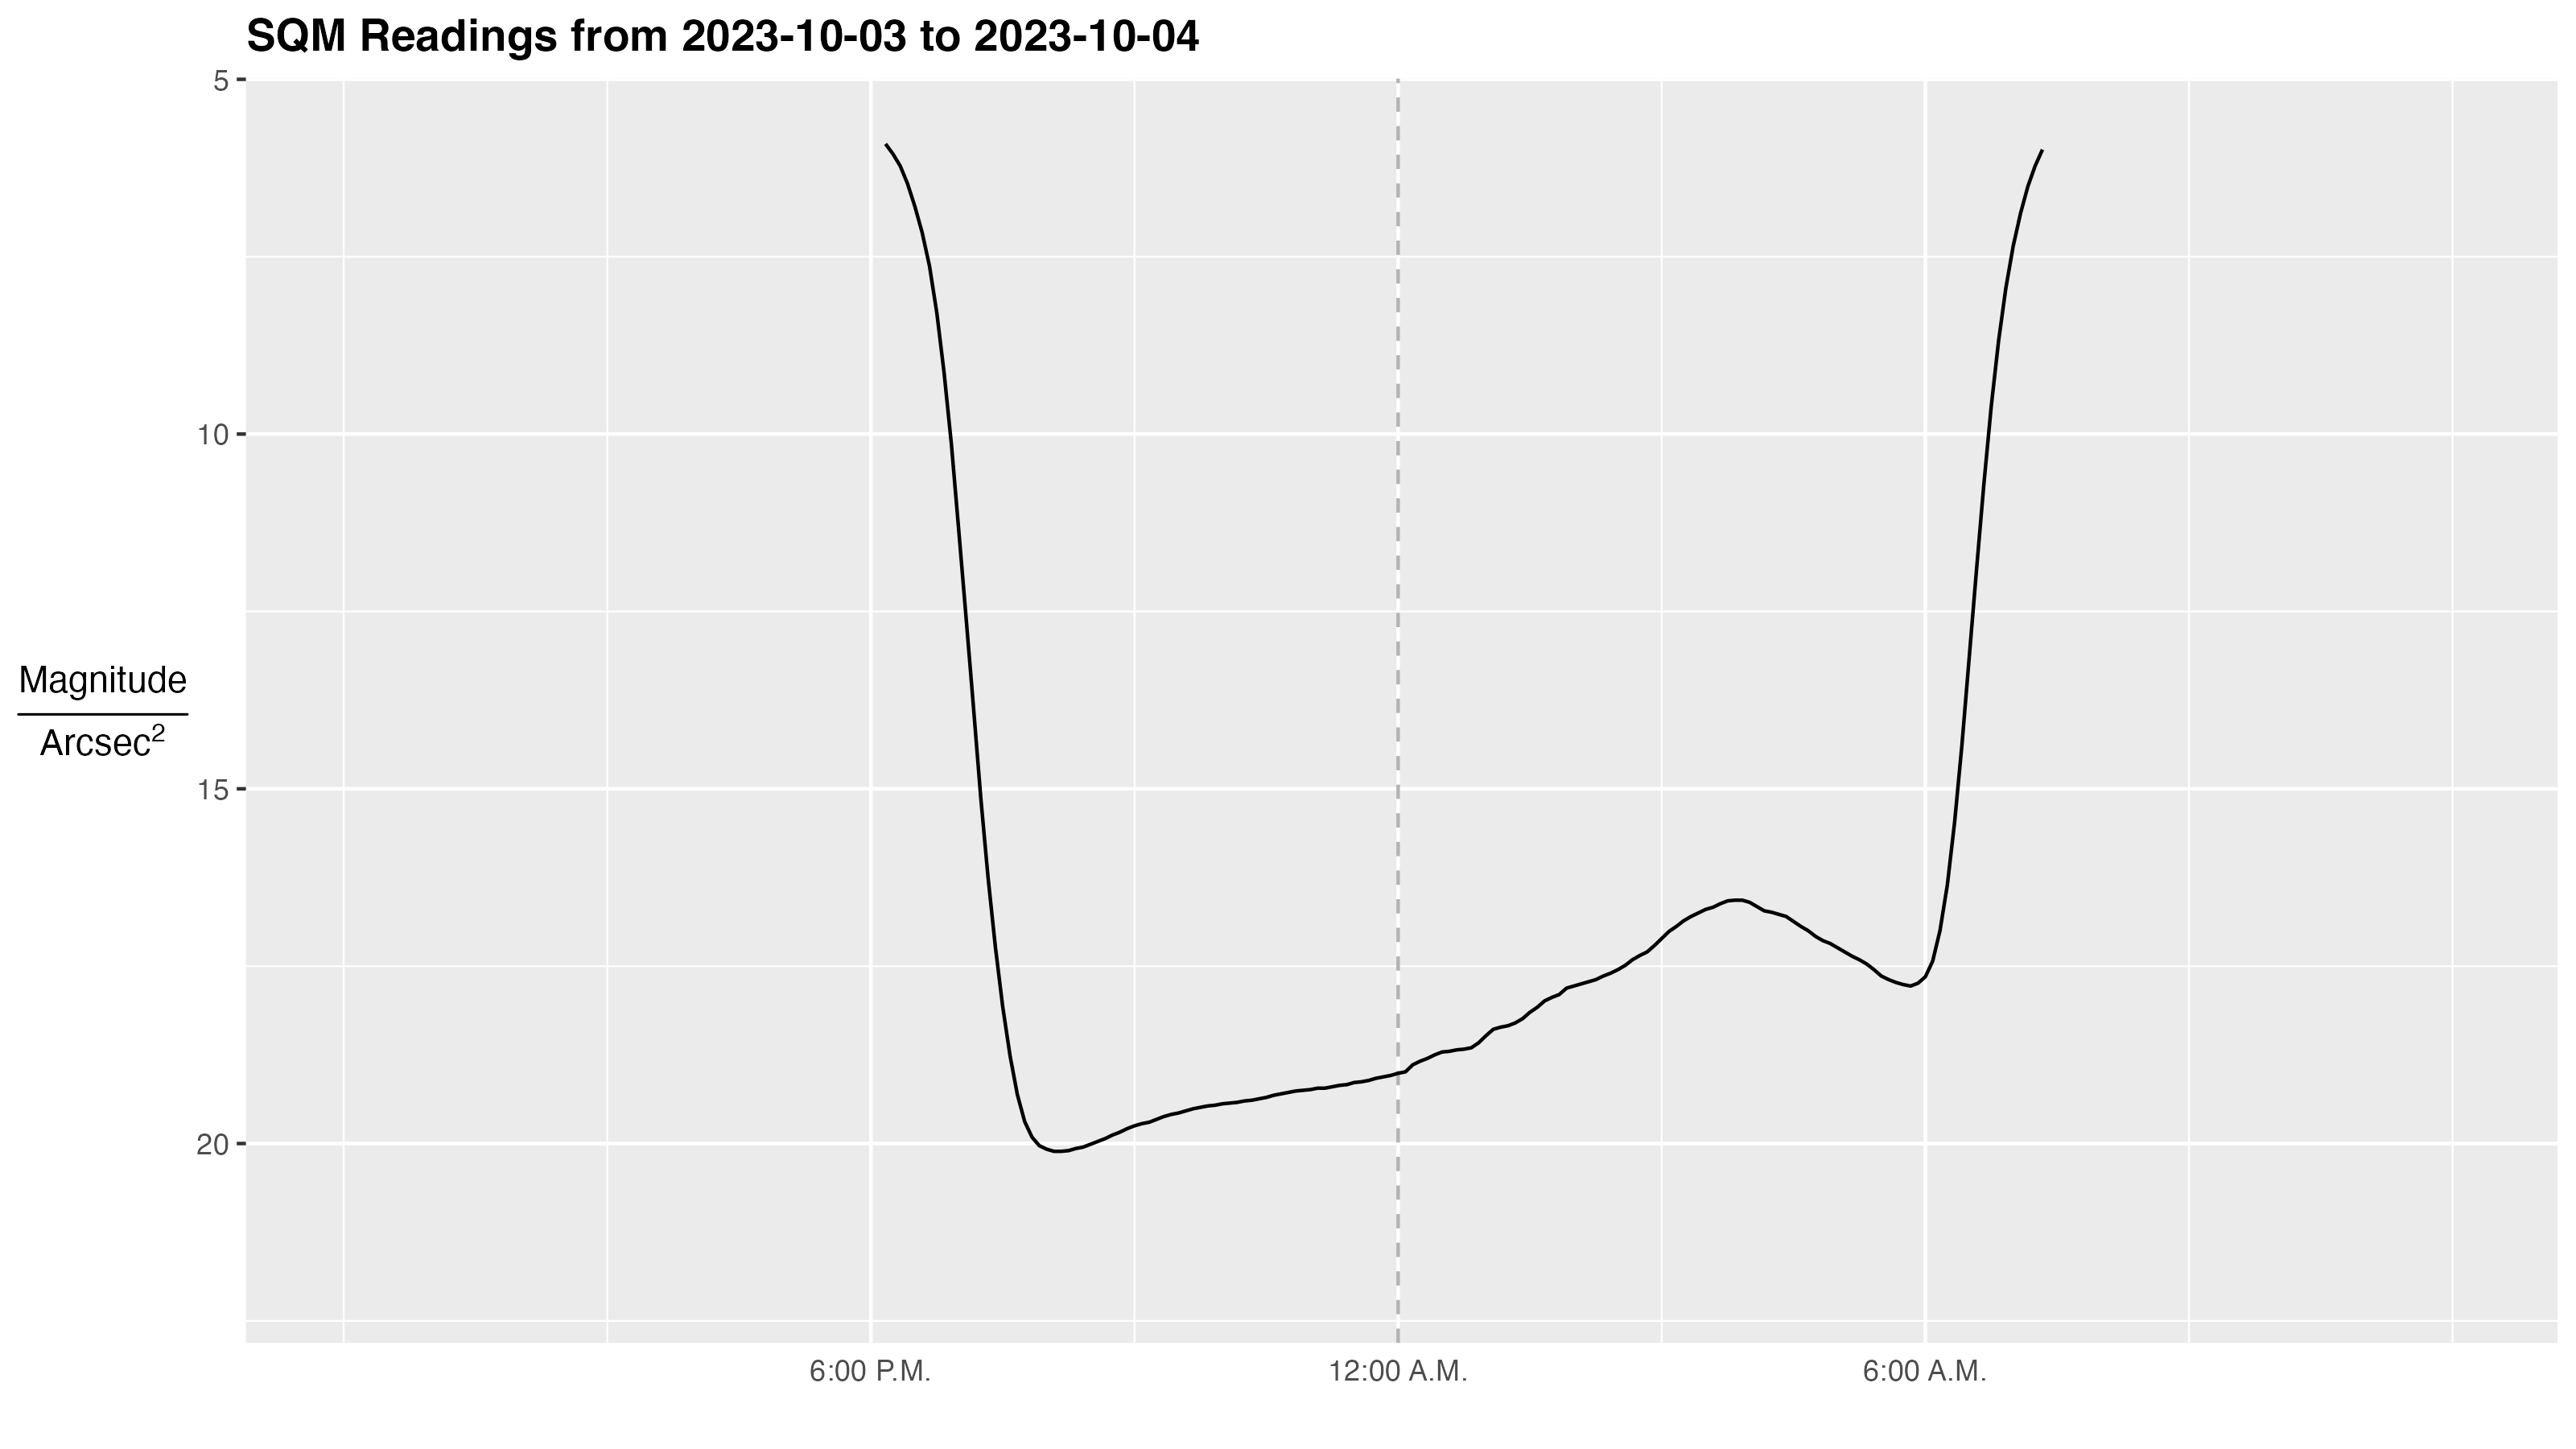 SQM Readings from 2023-10-03 to 2023-10-04
5
10
15
20
Magnitude
Arcsec²
6:00 P.M.
12:00 A.M.
6:00 A.M.